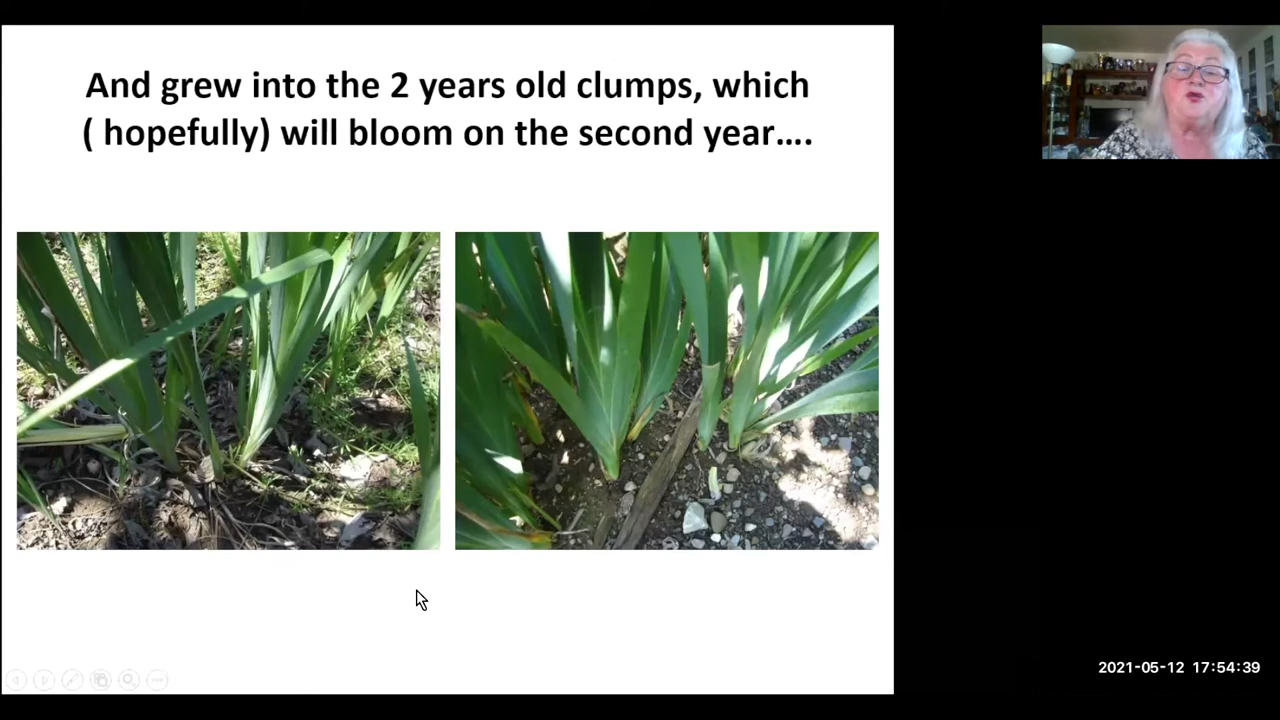 And grew into the 2 years old clumps, which
( hopefully) will bloom on the second year....
2021-05-12 17:54:39